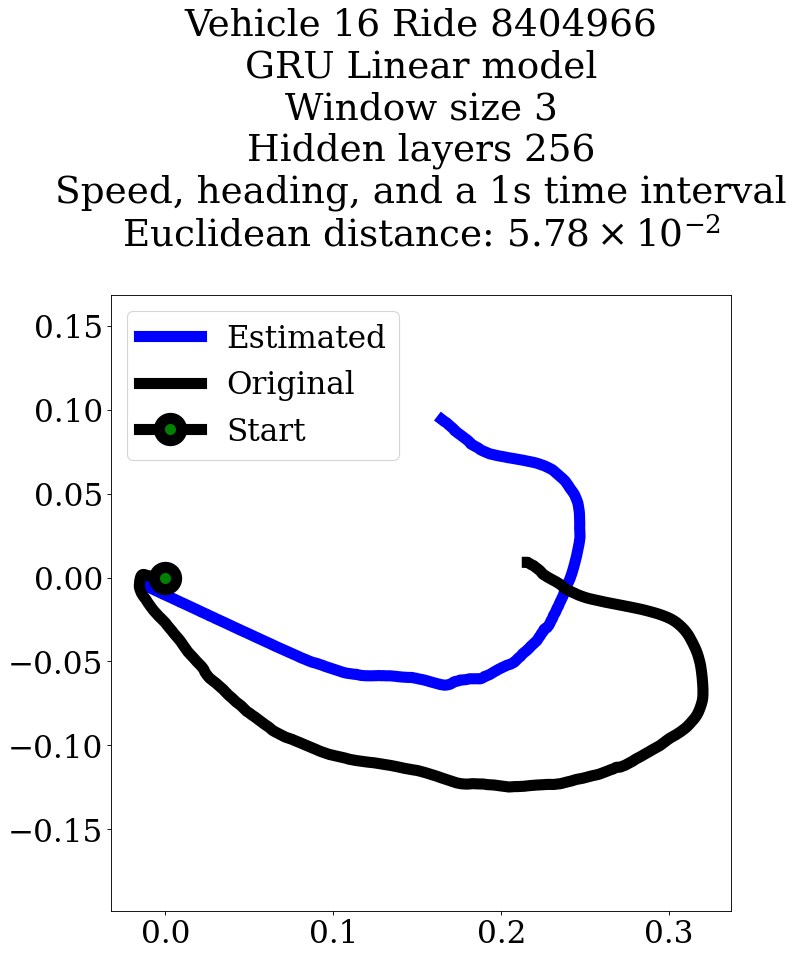 Vehicle 16 Ride 8404966
GRU Linear model
Window size 3
Hidden layers 256
Speed, heading, and a 1s time interval
Euclidean distance: 5.78 × 10⁻²
Estimated
Original
Start
0.15
0.10
0.05
0.00
−0.05
−0.10
−0.15
0.0 0.1 0.2 0.3